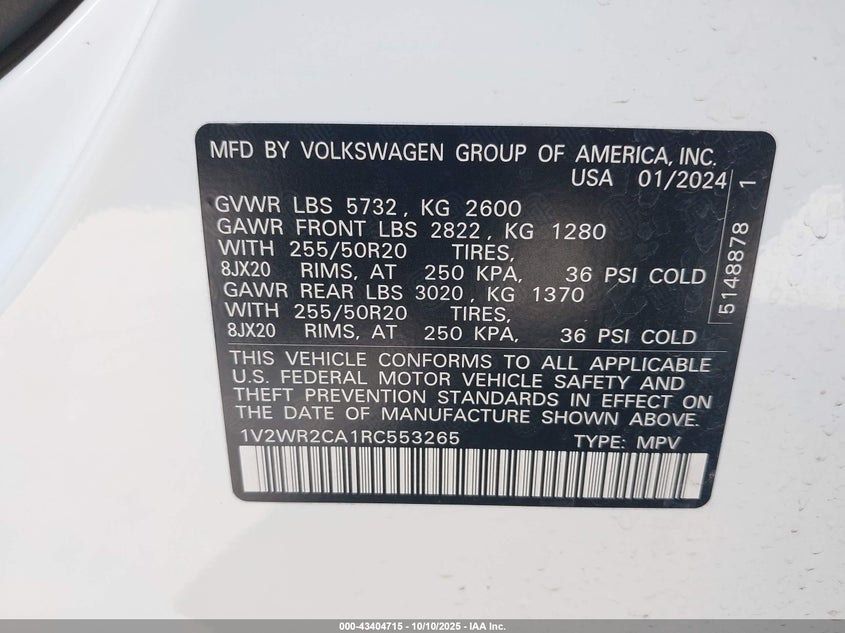 MFD BY VOLKSWAGEN GROUP OF AMERICA, INC.
USA 01/2024
GVWR LBS 5732, KG 2600
GAWR FRONT LBS 2822, KG 1280
WITH 255/50R20 TIRES,
8JX20 RIMS, AT 250 KPA, 36 PSI COLD
GAWR REAR LBS 3020, KG 1370
WITH 255/50R20 TIRES,
8JX20 RIMS, AT 250 KPA, 36 PSI COLD
5148878 1
THIS VEHICLE CONFORMS TO ALL APPLICABLE
U.S. FEDERAL MOTOR VEHICLE SAFETY AND
THEFT PREVENTION STANDARDS IN EFFECT ON
THE DATE OF MANUFACTURE SHOWN ABOVE.
1V2WR2CA1RC553265 TYPE: MPV
000-43404715 - 10/10/2025 - IAA Inc.